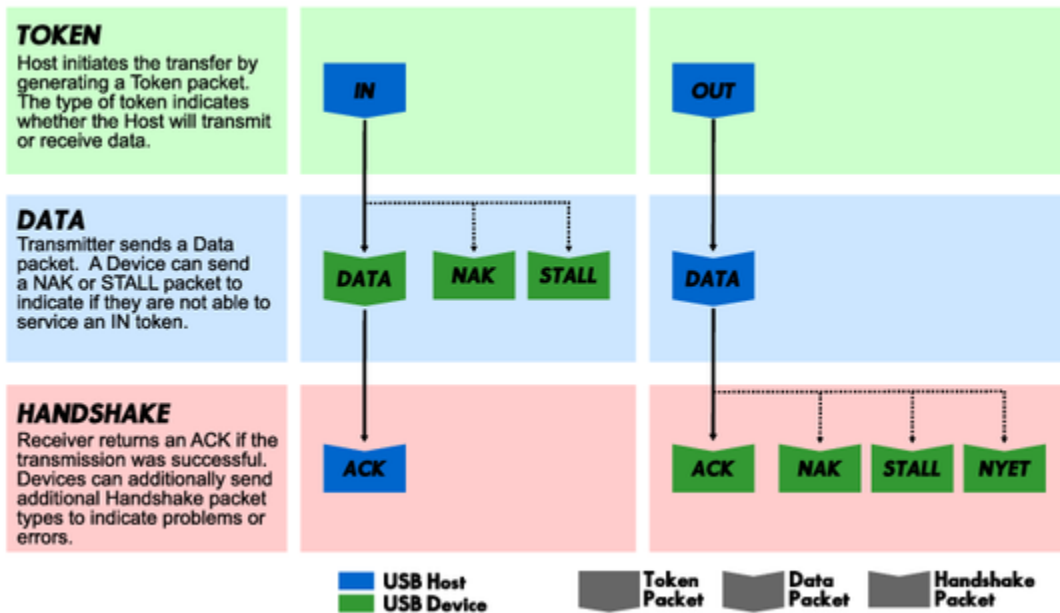 TOKEN
Host initiates the transfer by
generating a Token packet.
The type of token indicates
whether the Host will transmit
or receive data.
IN
OUT
DATA
Transmitter sends a Data
packet. A Device can send
a NAK or STALL packet to
indicate if they are not able to
service an IN token.
DATA
NAK
STALL
DATA
HANDSHAKE
Receiver returns an ACK if the
transmission was successful.
Devices can additionally send
additional Handshake packet
types to indicate problems or
errors.
ACK
ACK
NAK
STALL
NYET
USB Host
USB Device
Token
Packet
Data
Packet
Handshake
Packet